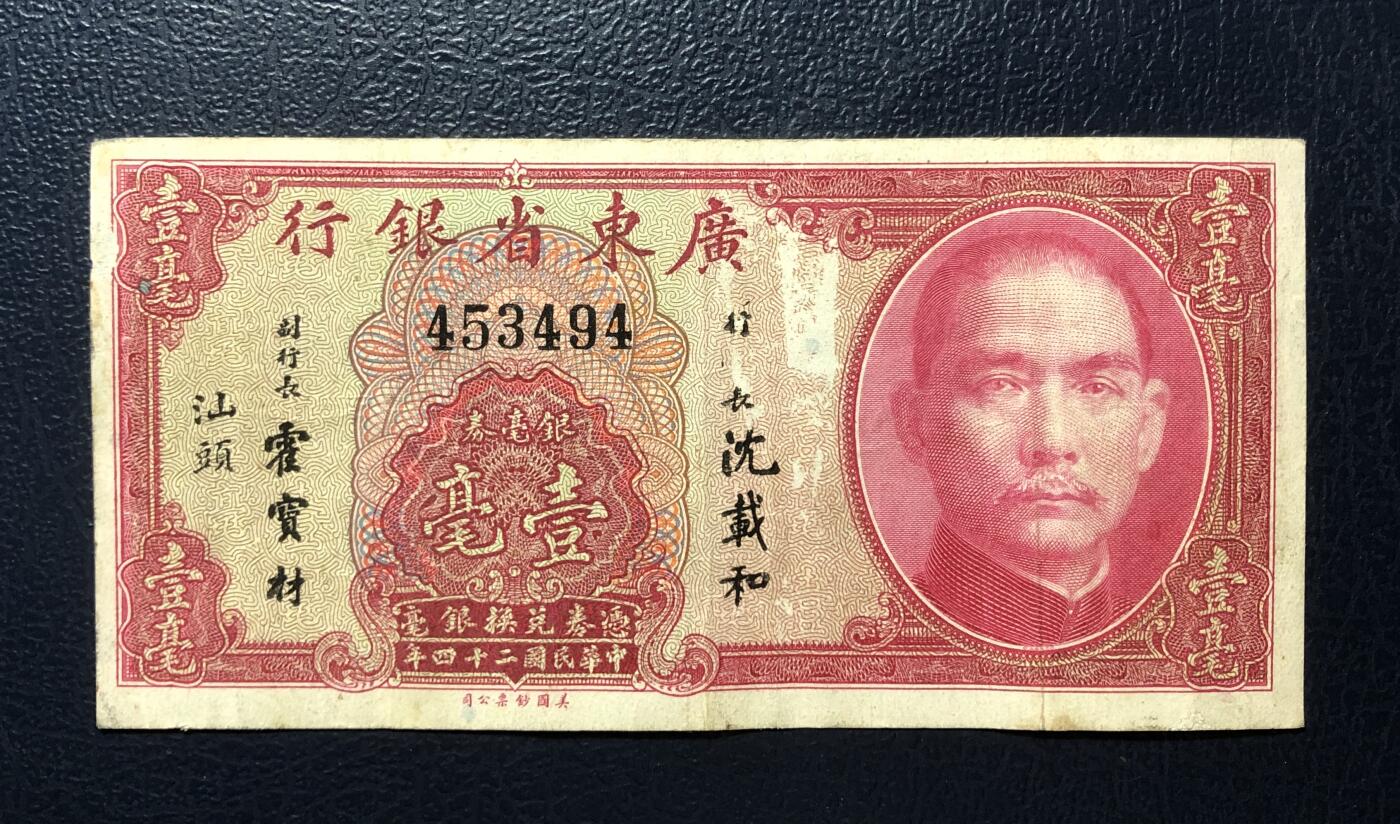 壹毫
壹毫
廣東省銀行
453494
行長 沈載和
副行長 霍寶材
汕頭
銀毫券
壹毫
憑券兌換銀毫
中華民國二十四年
壹毫
壹毫
美國鈔票公司